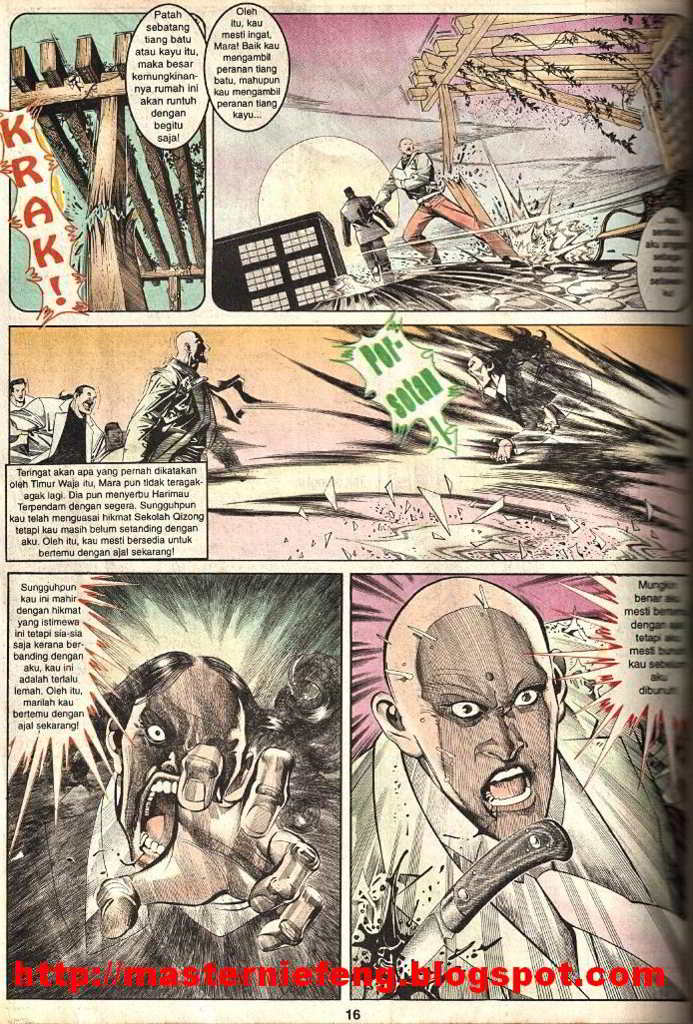 Patah
sebatang
tiang batu
atau kayu itu,
maka besar
kemungkinan-
nya rumah ini
akan runtuh
dengan
begitu
saja!
Oleh
itu, kau
mesti ingat,
Mara! Baik kau
mengambil
peranan tiang
batu, mahupun
kau mengambil
peranan tiang
kayu...
KRAK!
aku
Por-
solan!
Teringat akan apa yang pernah dikatakan
oleh Timur Waja itu, Mara pun tidak teragak-
agak lagi. Dia pun menyerbu Harimau
Terpendam dengan segera. Sungguhpun
kau telah menguasai hikmat Sekolah Qizong
tetapi kau masih belum setanding dengan
aku. Oleh itu, kau mesti bersedia untuk
bertemu dengan ajal sekarang!
Sungguhpun
kau ini mahir
dengan hikmat
yang istimewa
ini tetapi sia-sia
saja kerana ber-
banding dengan
aku, kau ini
adalah terlalu
lemah. Oleh itu,
marilah kau
bertemu dengan
ajal sekarang!
benar aku
mesti
dengan
tetapi
mesti
kau
aku
dibunuh!
http://masterniefeng.blogspot.com
16